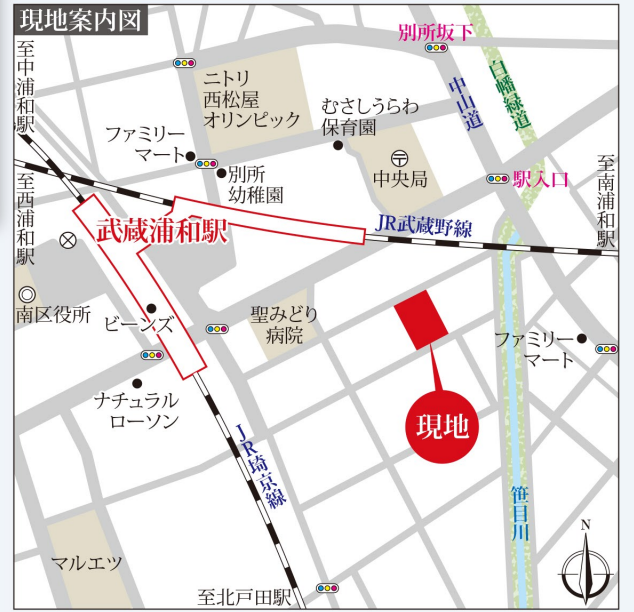 現地案内図
別所坂下
至中浦和駅
ニトリ
西松屋
オリンピック
中山道
白幡緑道
むさしうらわ
保育園
ファミリー
マート
別所
幼稚園
中央局
駅入口
至南浦和駅
至西浦和駅
武蔵浦和駅
JR武蔵野線
南区役所
ビーンズ
聖みどり
病院
ファミリー
マート
ナチュラル
ローソン
現地
JR埼京線
笹目川
マルエツ
至北戸田駅
N